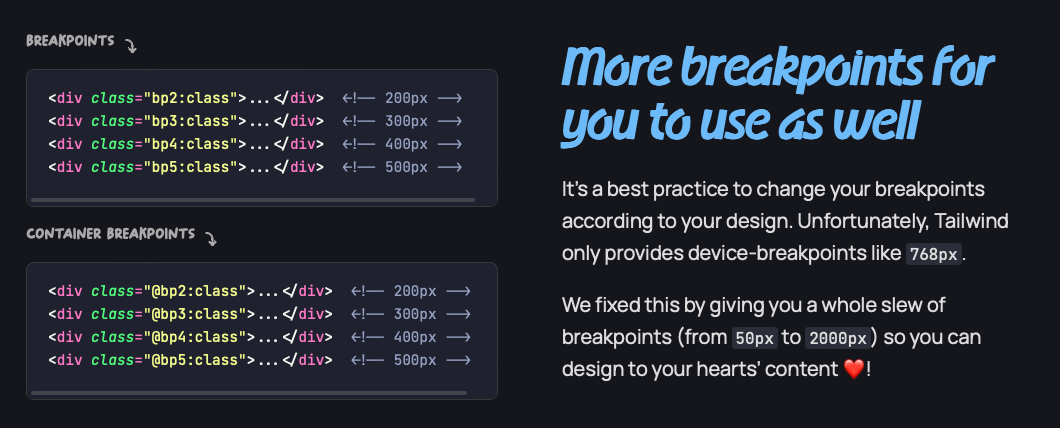 BREAKPOINTS
<div class="bp2:class">...</div> <!-- 200px -->
<div class="bp3:class">...</div> <!-- 300px -->
<div class="bp4:class">...</div> <!-- 400px -->
<div class="bp5:class">...</div> <!-- 500px -->
CONTAINER BREAKPOINTS
<div class="@bp2:class">...</div> <!-- 200px -->
<div class="@bp3:class">...</div> <!-- 300px -->
<div class="@bp4:class">...</div> <!-- 400px -->
<div class="@bp5:class">...</div> <!-- 500px -->
More breakpoints for
you to use as well
It's a best practice to change your breakpoints
according to your design. Unfortunately, Tailwind
only provides device-breakpoints like 768px.
We fixed this by giving you a whole slew of
breakpoints (from 50px to 2000px) so you can
design to your hearts' content ❤️!